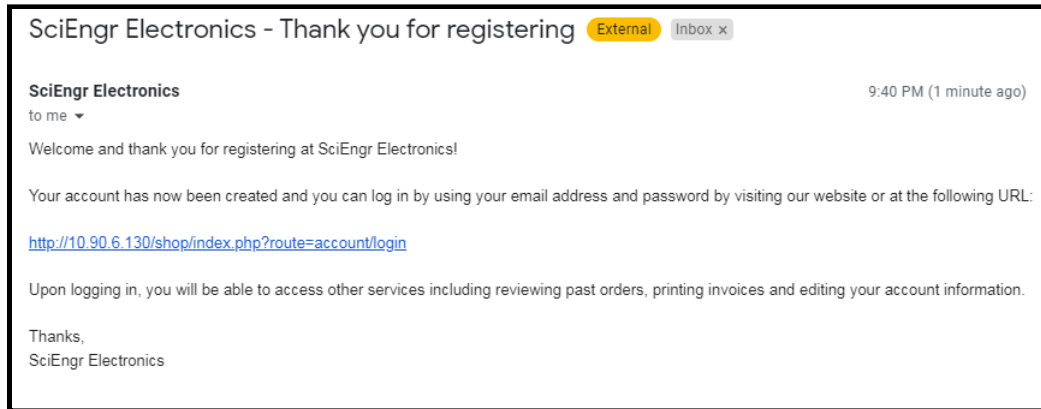 SciEngr Electronics - Thank you for registering External Inbox x
SciEngr Electronics 9:40 PM (1 minute ago)
to me
Welcome and thank you for registering at SciEngr Electronics!
Your account has now been created and you can log in by using your email address and password by visiting our website or at the following URL:
http://10.90.6.130/shop/index.php?route=account/login
Upon logging in, you will be able to access other services including reviewing past orders, printing invoices and editing your account information.
Thanks,
SciEngr Electronics